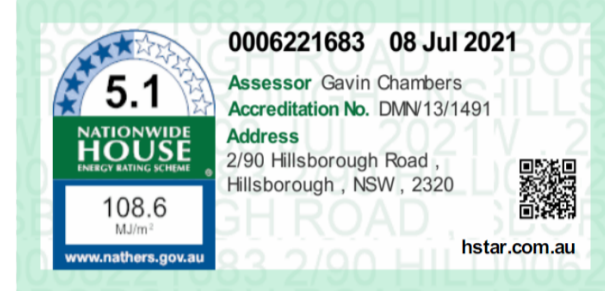 0006221683 08 Jul 2021
Assessor Gavin Chambers
Accreditation No. DMN/13/1491
Address
2/90 Hillsborough Road ,
Hillsborough , NSW , 2320
hstar.com.au
5.1
NATIONWIDE
HOUSE
ENERGY RATING SCHEME
108.6
MJ/m²
www.nathers.gov.au